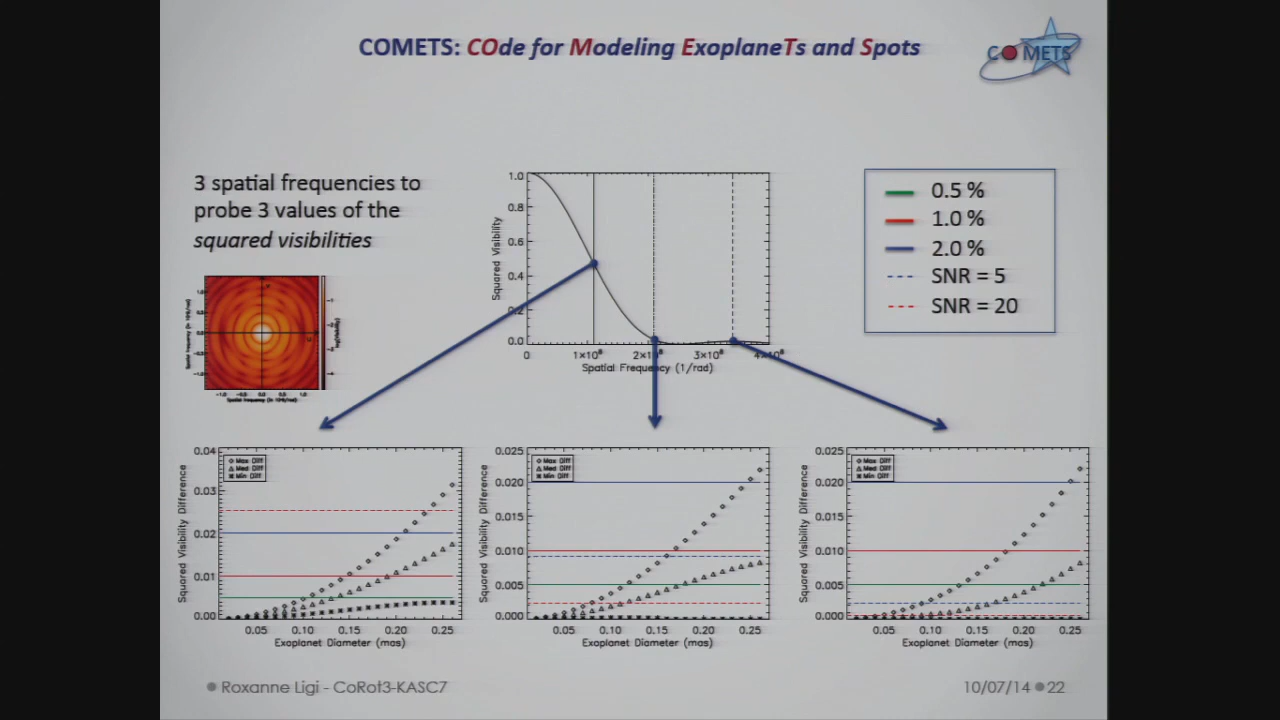 COMETS: COde for Modeling ExoplaneTs and Spots
COMETS
3 spatial frequencies to
probe 3 values of the
squared visibilities
1.0
0.8
0.6
0.4
0.2
0.0
0 1×10⁸ 2×10⁸ 3×10⁸ 4×10⁸
Squared Visibility
Spatial Frequency (1/rad)
0.5 %
1.0 %
2.0 %
SNR = 5
SNR = 20
Max Diff
Med Diff
Min Diff
0.04
0.03
0.02
0.01
0.00
0.05 0.10 0.15 0.20 0.25
Squared Visibility Difference
Exoplanet Diameter (mas)
Max Diff
Med Diff
Min Diff
0.025
0.020
0.015
0.010
0.005
0.000
0.05 0.10 0.15 0.20 0.25
Squared Visibility Difference
Exoplanet Diameter (mas)
Max Diff
Med Diff
Min Diff
0.025
0.020
0.015
0.010
0.005
0.000
0.05 0.10 0.15 0.20 0.25
Squared Visibility Difference
Exoplanet Diameter (mas)
Roxanne Ligi - CoRot3-KASC7
10/07/14 22